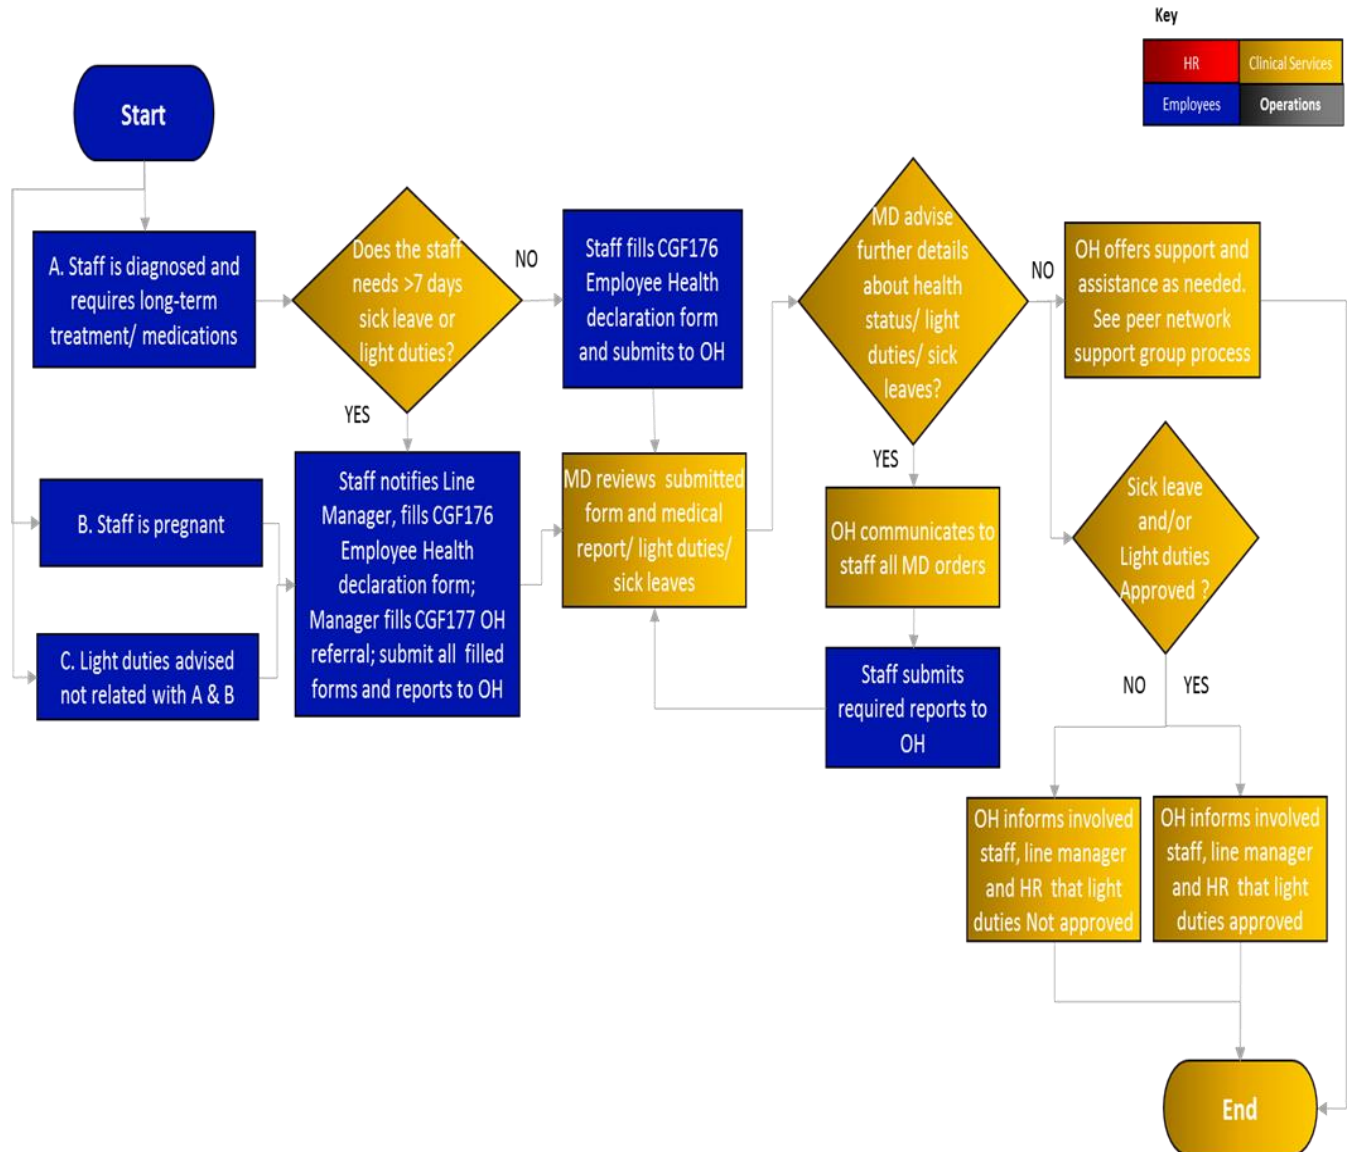 Key
HR
Clinical Services
Employees
Operations
Start
A. Staff is diagnosed and
requires long-term
treatment/ medications
Does the staff
needs >7 days
sick leave or
light duties?
NO
YES
Staff fills CGF176
Employee Health
declaration form
and submits to OH
MD advise
further details
about health
status/ light
duties/ sick
leaves?
NO
YES
OH offers support and
assistance as needed.
See peer network
support group process
B. Staff is pregnant
C. Light duties advised
not related with A & B
Staff notifies Line
Manager, fills CGF176
Employee Health
declaration form;
Manager fills CGF177 OH
referral; submit all filled
forms and reports to OH
MD reviews submitted
form and medical
report/ light duties/
sick leaves
OH communicates to
staff all MD orders
Staff submits
required reports to
OH
Sick leave
and/or
Light duties
Approved ?
NO
YES
OH informs involved
staff, line manager
and HR that light
duties Not approved
OH informs involved
staff, line manager
and HR that light
duties approved
End